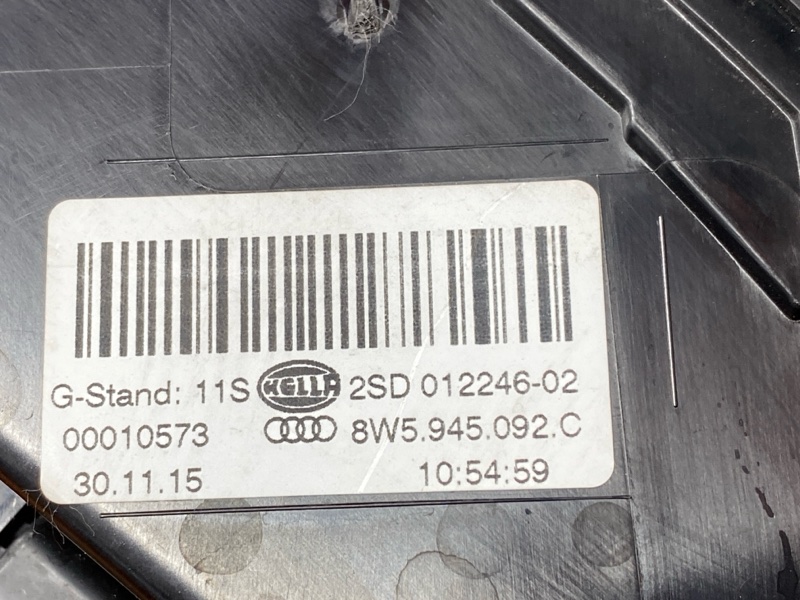 G-Stand: 11S HELLA 2SD 012246-02
00010573 8W5.945.092.C
30.11.15 10:54:59